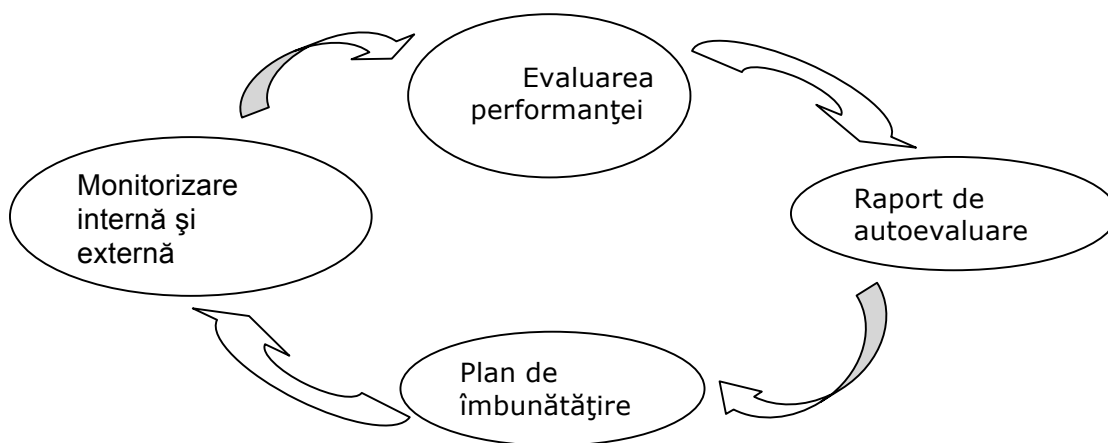 Evaluarea
performanţei
Monitorizare
internă şi
externă
Raport de
autoevaluare
Plan de
îmbunătăţire